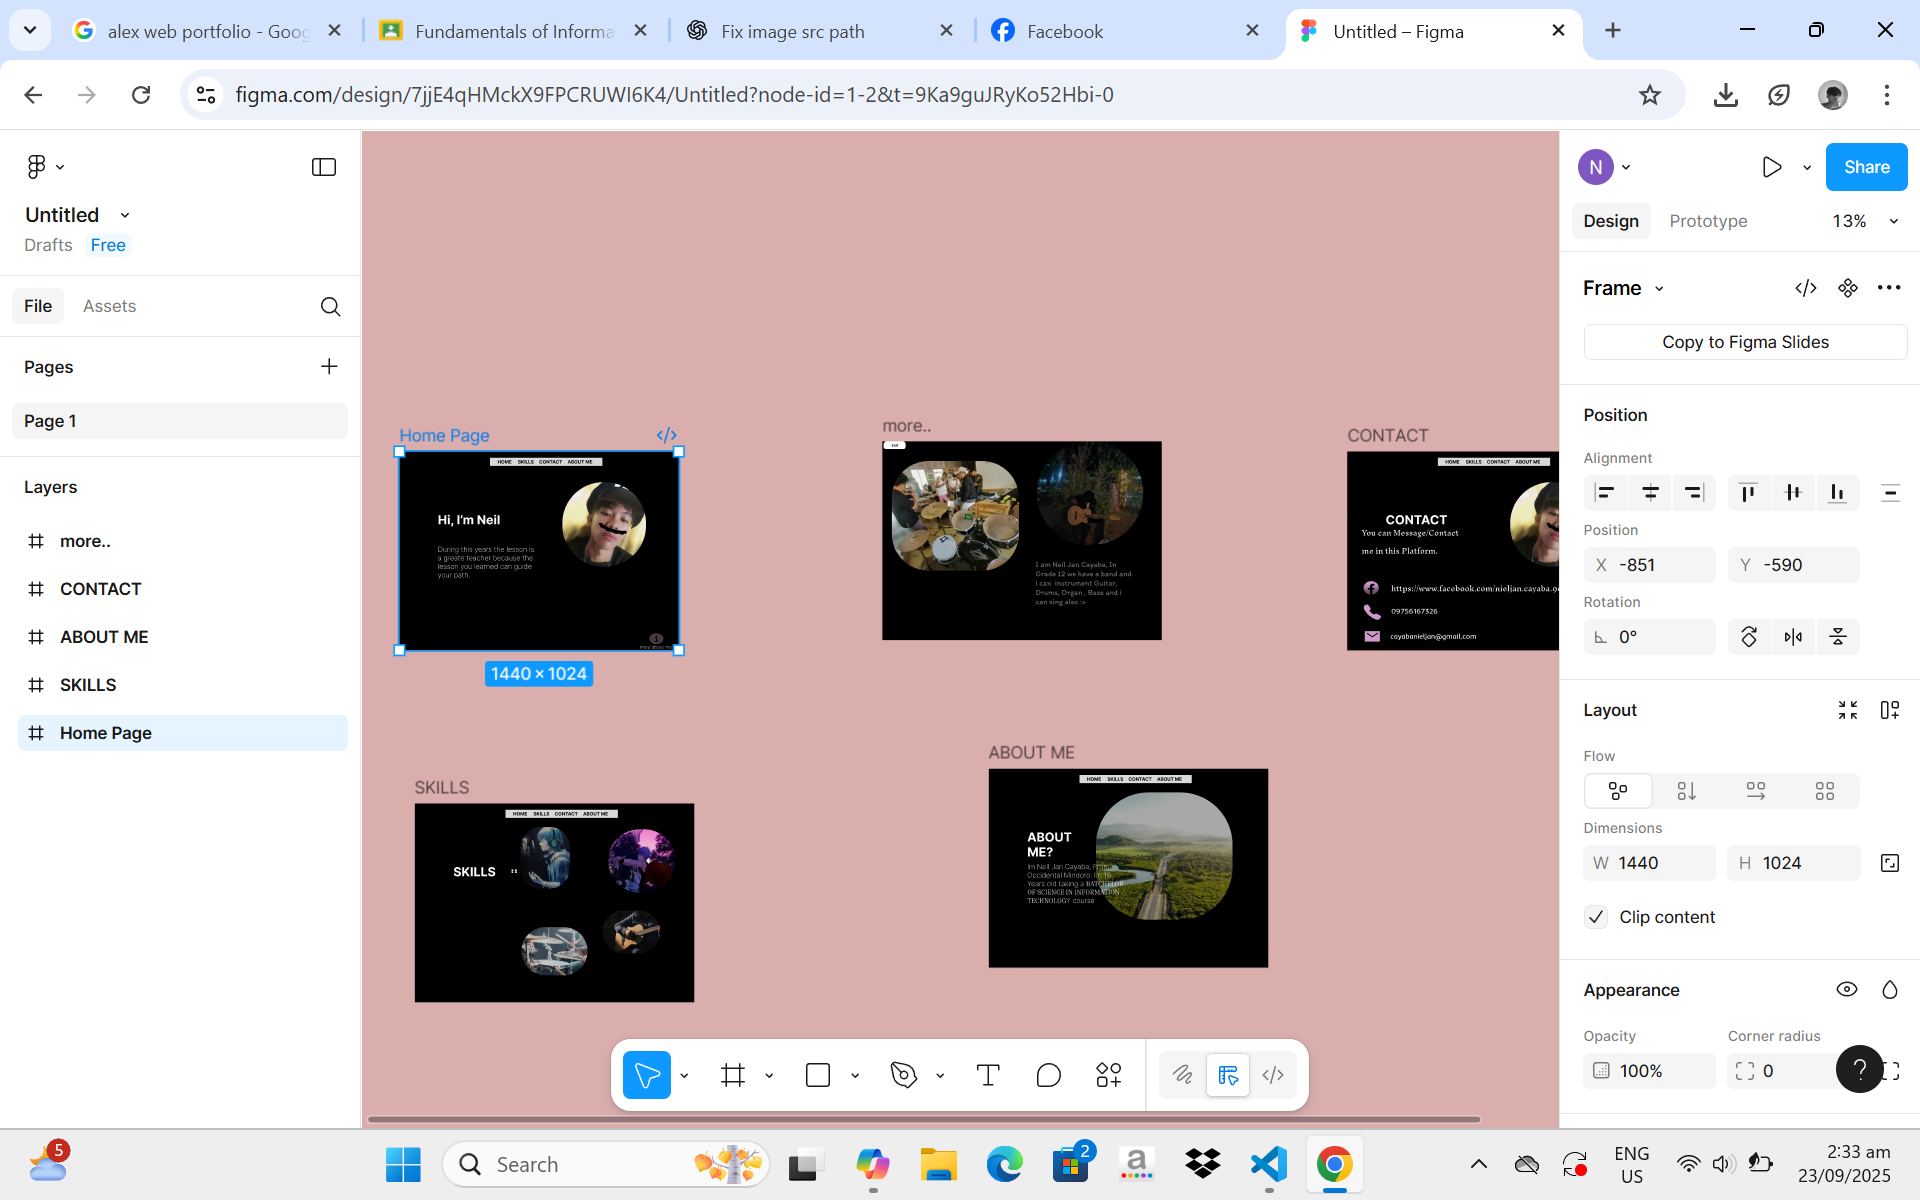 alex web portfolio - Goog
Fundamentals of Informa
Fix image src path
Facebook
Untitled – Figma
figma.com/design/7jjE4qHMckX9FPCRUWI6K4/Untitled?node-id=1-2&t=9Ka9guJRyKo52Hbi-0
Untitled
Drafts Free
File Assets
Pages
Page 1
Layers
more..
CONTACT
ABOUT ME
SKILLS
Home Page
Home Page
HOME SKILLS CONTACT ABOUT ME
Hi, I'm Neil
During this years the lesson is
a greate teacher because the
lesson you learned can guide
your path.
1440 × 1024
more..
I am Neil Jan Cayaba, In
Grade 12 we have a band and
i can instrument Guitar,
Drums, Organ , Base and i
can sing also :>
CONTACT
HOME SKILLS CONTACT ABOUT ME
CONTACT
You can Message/Contact
me in this Platform.
https://www.facebook.com/nieljan.cayaba.9
09756167326
cayabanieljan@gmail.com
SKILLS
HOME SKILLS CONTACT ABOUT ME
SKILLS
ABOUT ME
HOME SKILLS CONTACT ABOUT ME
ABOUT
ME?
Im Neil Jan Cayaba, From
Occidental Mindoro. Im 18
Years old taking a BATCHELOR
OF SCIENCE IN INFORMATION
TECHNOLOGY course
N
Share
Design Prototype 13%
Frame
Copy to Figma Slides
Position
Alignment
Position
X -851 Y -590
Rotation
0°
Layout
Flow
Dimensions
W 1440 H 1024
Clip content
Appearance
Opacity Corner radius
100% 0
?
5
Search
2
a
ENG
US
2:33 am
23/09/2025